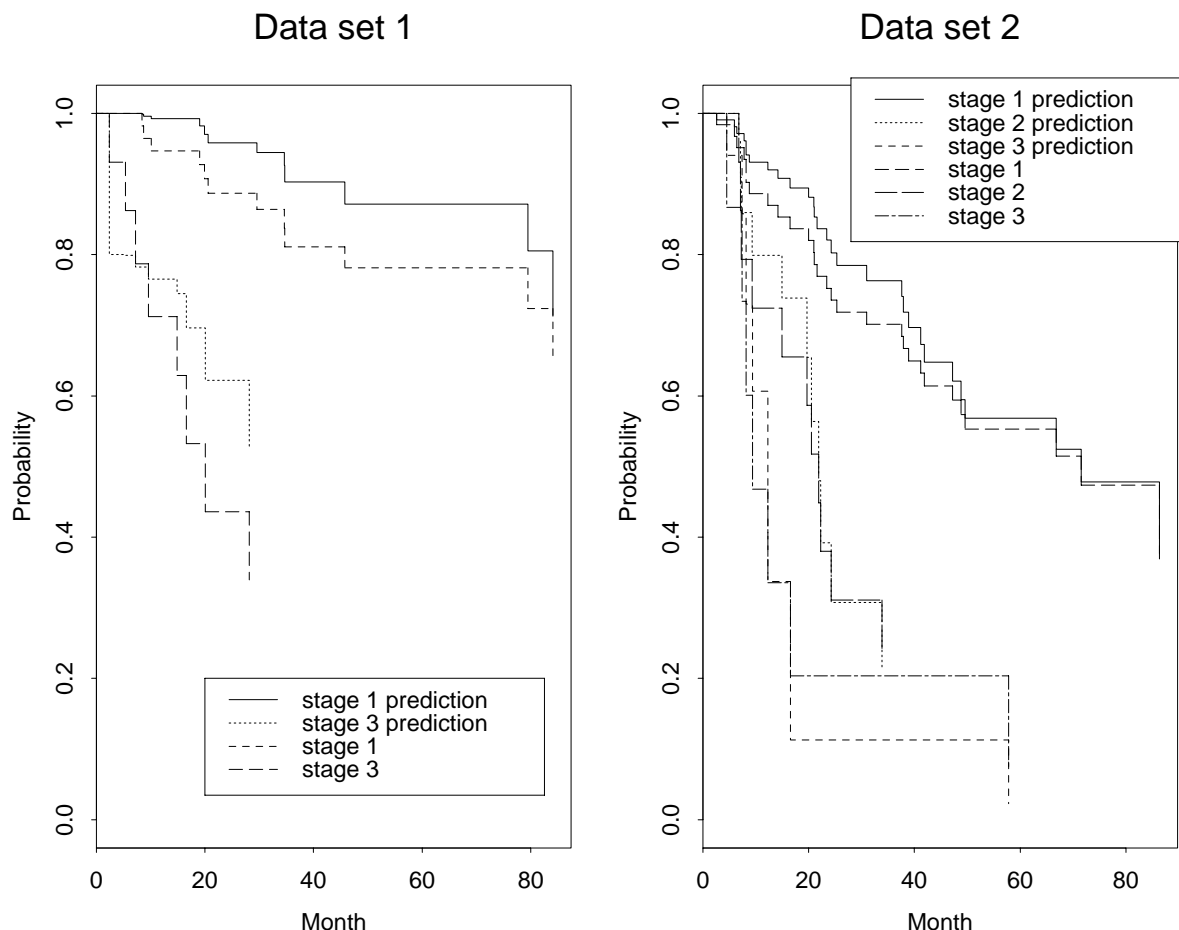 Data set 1
Probability
1.0
0.8
0.6
0.4
0.2
0.0
stage 1 prediction
stage 3 prediction
stage 1
stage 3
0 20 40 60 80
Month
Data set 2
Probability
1.0
0.8
0.6
0.4
0.2
0.0
stage 1 prediction
stage 2 prediction
stage 3 prediction
stage 1
stage 2
stage 3
0 20 40 60 80
Month